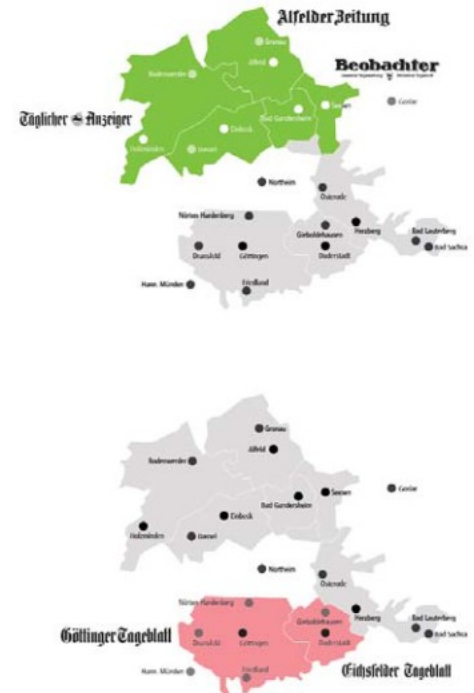 Alfelder Zeitung
Gronau
Alfeld
Beobachter
Bodenwerder
Seesen
Goslar
Bad Gandersheim
Täglicher Anzeiger
Einbeck
Holzminden
Dassel
Northeim
Osterode
Nörten Hardenberg
Gieboldehausen
Herzberg
Bad Lauterberg
Dransfeld
Göttingen
Duderstadt
Bad Sachsa
Hann. Münden
Friedland
Gronau
Alfeld
Bodenwerder
Seesen
Goslar
Bad Gandersheim
Einbeck
Holzminden
Dassel
Northeim
Osterode
Nörten Hardenberg
Gieboldehausen
Herzberg
Bad Lauterberg
Göttinger Tageblatt
Dransfeld
Göttingen
Duderstadt
Bad Sachsa
Hann. Münden
Friedland
Eichsfelder Tageblatt